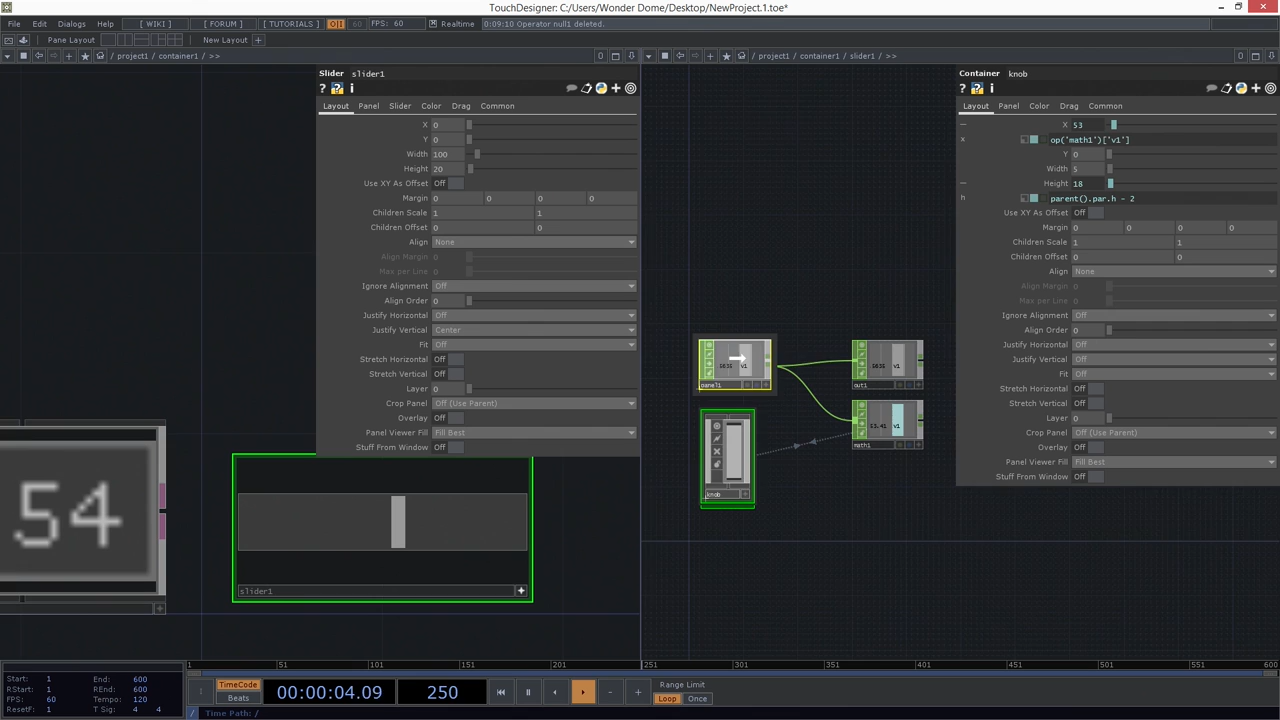 TouchDesigner: C:/Users/Wonder Dome/Desktop/NewProject.1.toe*
File Edit Dialogs Help [ WIKI ] [ FORUM ] [ TUTORIALS ] O|I 60 FPS: 60 Realtime 0:09:10 Operator null1 deleted.
Pane Layout New Layout +
/ project1 / container1 / >> 0
/ project1 / container1 / slider1 / >> 0
Slider slider1
Layout Panel Slider Color Drag Common
X 0
Y 0
Width 100
Height 20
Use XY As Offset Off
Margin 0 0 0 0
Children Scale 1 1
Children Offset 0 0
Align None
Align Margin 0
Max per Line 0
Ignore Alignment Off
Align Order 0
Justify Horizontal Off
Justify Vertical Center
Fit Off
Stretch Horizontal Off
Stretch Vertical Off
Layer 0
Crop Panel Off (Use Parent)
Overlay Off
Panel Viewer Fill Fill Best
Stuff From Window Off
.54
slider1
v1
panel1
v1
out1
v1
math1
knob
Container knob
Layout Panel Color Drag Common
X 53
x op('math1')['v1']
Y 0
Width 5
Height 18
h parent().par.h - 2
Use XY As Offset Off
Margin 0 0 0 0
Children Scale 1 1
Children Offset 0 0
Align None
Align Margin 0
Max per Line 0
Ignore Alignment Off
Align Order 0
Justify Horizontal Off
Justify Vertical Off
Fit Off
Stretch Horizontal Off
Stretch Vertical Off
Layer 0
Crop Panel Off (Use Parent)
Overlay Off
Panel Viewer Fill Fill Best
Stuff From Window Off
1 51 101 151 201 251 301 351 401 451 501 551 600
Start: 1 End: 600
RStart: 1 REnd: 600
FPS: 60 Tempo: 120
ResetF: 1 T Sig: 4 4
TimeCode
Beats
00:00:04.09
250
Range Limit
Loop Once
/ Time Path: /